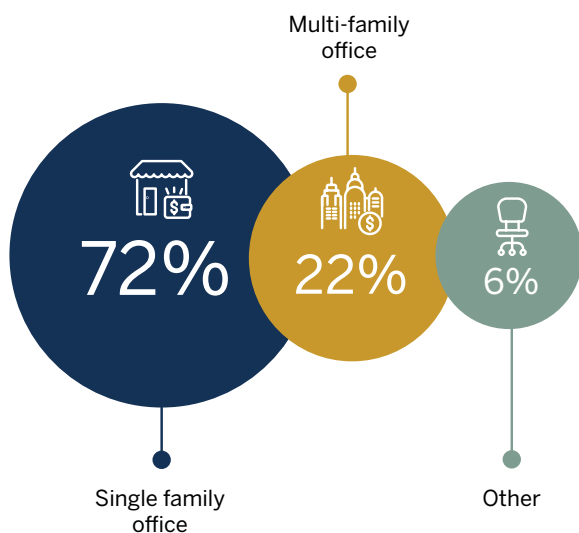 Multi-family
office
$
$
72%
22%
6%
Single family
office
Other